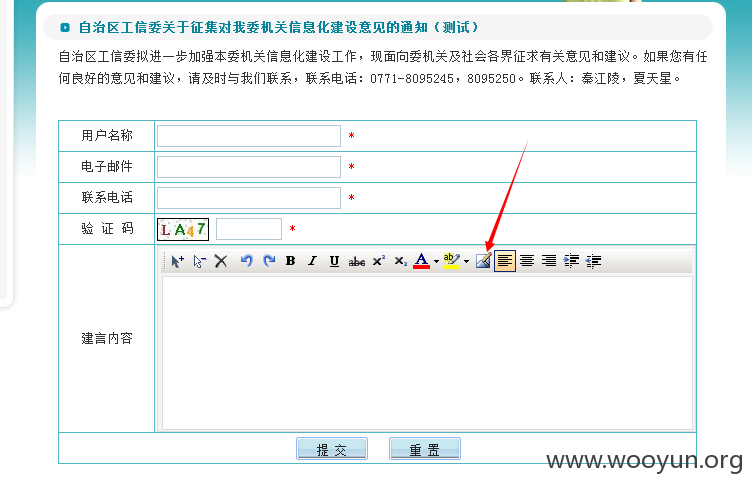 自治区工信委关于征集对我委机关信息化建设意见的通知（测试）
自治区工信委拟进一步加强本委机关信息化建设工作，现面向委机关及社会各界征求有关意见和建议。如果您有任
何良好的意见和建议，请及时与我们联系，联系电话：0771-8095245，8095250。联系人：秦江陵，夏天星。
用户名称 *
电子邮件 *
联系电话 *
验 证 码 LA47 *
B I U abc x² x₂ A ab
建言内容
提 交 重 置
www.wooyun.org